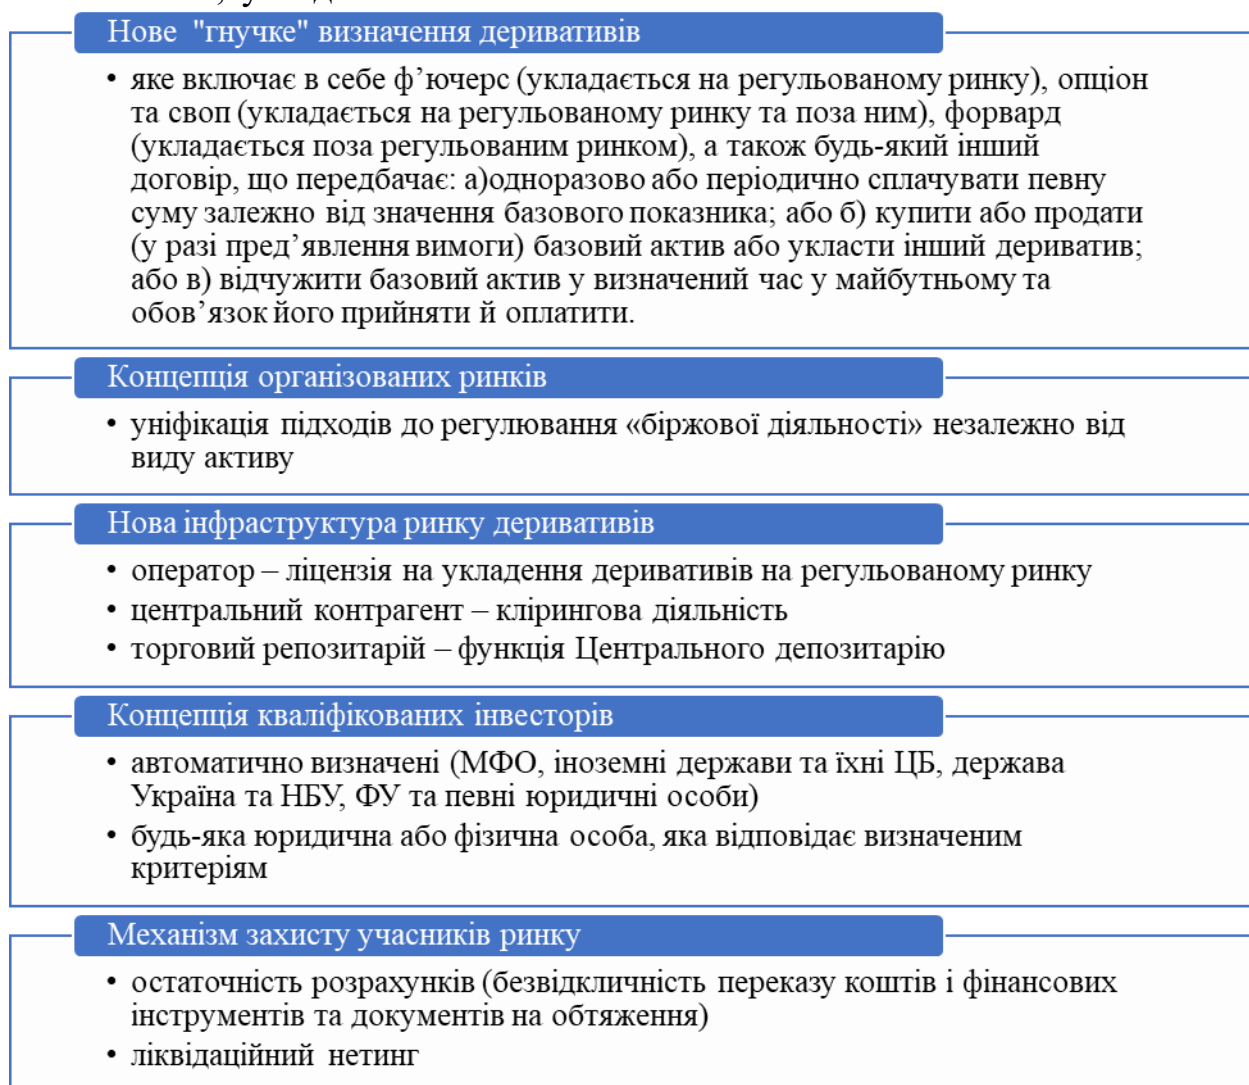 Нове "гнучке" визначення деривативів
• яке включає в себе ф’ючерс (укладається на регульованому ринку), опціон
та своп (укладається на регульованому ринку та поза ним), форвард
(укладається поза регульованим ринком), а також будь-який інший
договір, що передбачає: а)одноразово або періодично сплачувати певну
суму залежно від значення базового показника; або б) купити або продати
(у разі пред’явлення вимоги) базовий актив або укласти інший дериватив;
або в) відчужити базовий актив у визначений час у майбутньому та
обов’язок його прийняти й оплатити.
Концепція організованих ринків
• уніфікація підходів до регулювання «біржової діяльності» незалежно від
виду активу
Нова інфраструктура ринку деривативів
• оператор – ліцензія на укладення деривативів на регульованому ринку
• центральний контрагент – клірингова діяльність
• торговий репозитарій – функція Центрального депозитарію
Концепція кваліфікованих інвесторів
• автоматично визначені (МФО, іноземні держави та їхні ЦБ, держава
Україна та НБУ, ФУ та певні юридичні особи)
• будь-яка юридична або фізична особа, яка відповідає визначеним
критеріям
Механізм захисту учасників ринку
• остаточність розрахунків (безвідкличність переказу коштів і фінансових
інструментів та документів на обтяження)
• ліквідаційний нетинг